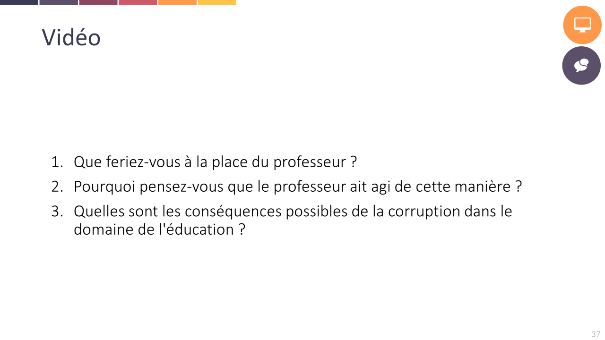 Vidéo
1. Que feriez-vous à la place du professeur ?
2. Pourquoi pensez-vous que le professeur ait agi de cette manière ?
3. Quelles sont les conséquences possibles de la corruption dans le
domaine de l'éducation ?
37